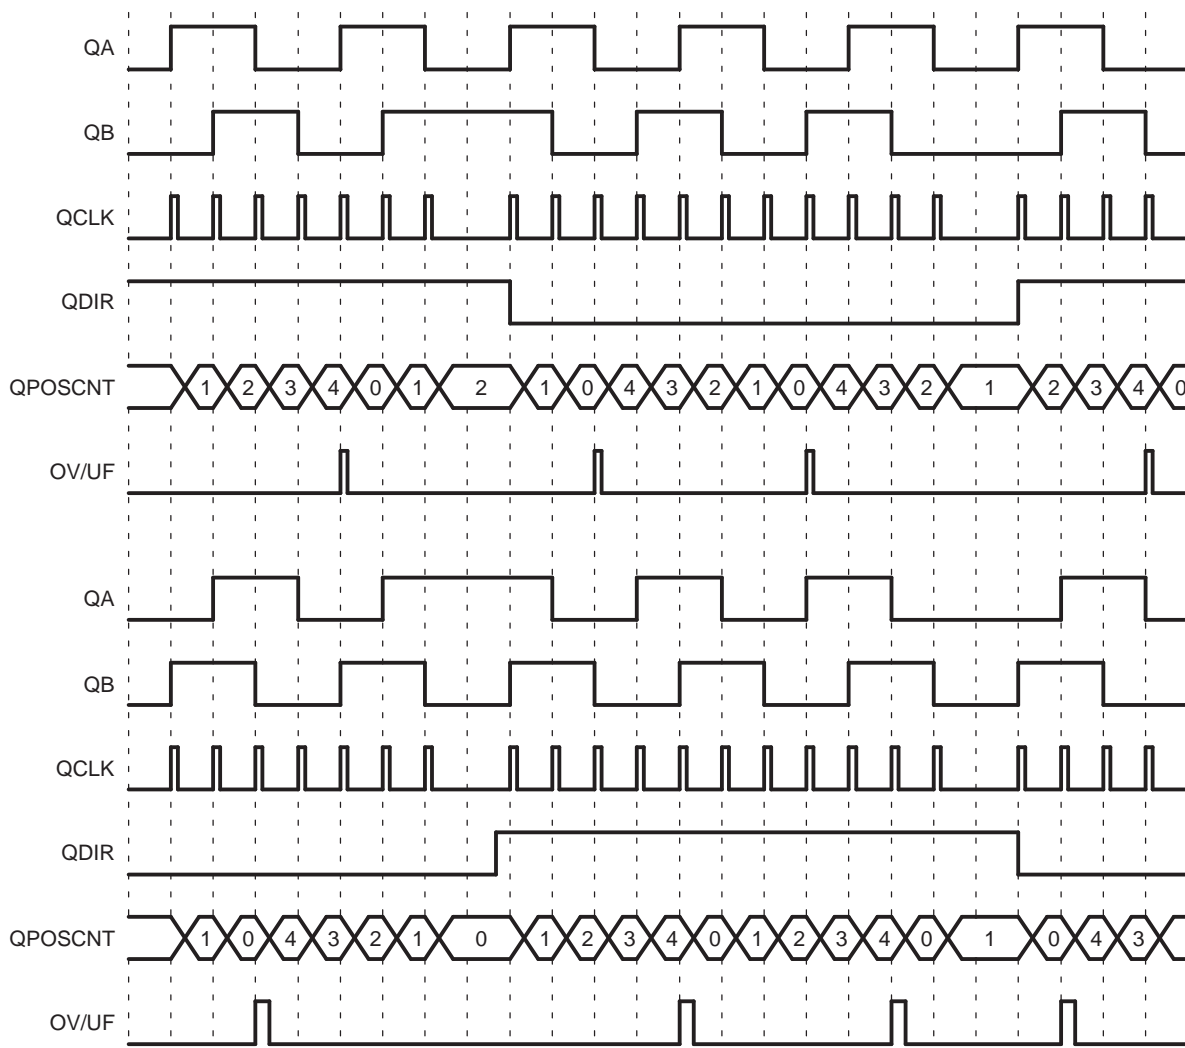 QA
QB
QCLK
QDIR
QPOSCNT 1 2 3 4 0 1 2 1 0 4 3 2 1 0 4 3 2 1 2 3 4 0
OV/UF
QA
QB
QCLK
QDIR
QPOSCNT 1 0 4 3 2 1 0 1 2 3 4 0 1 2 3 4 0 1 0 4 3
OV/UF